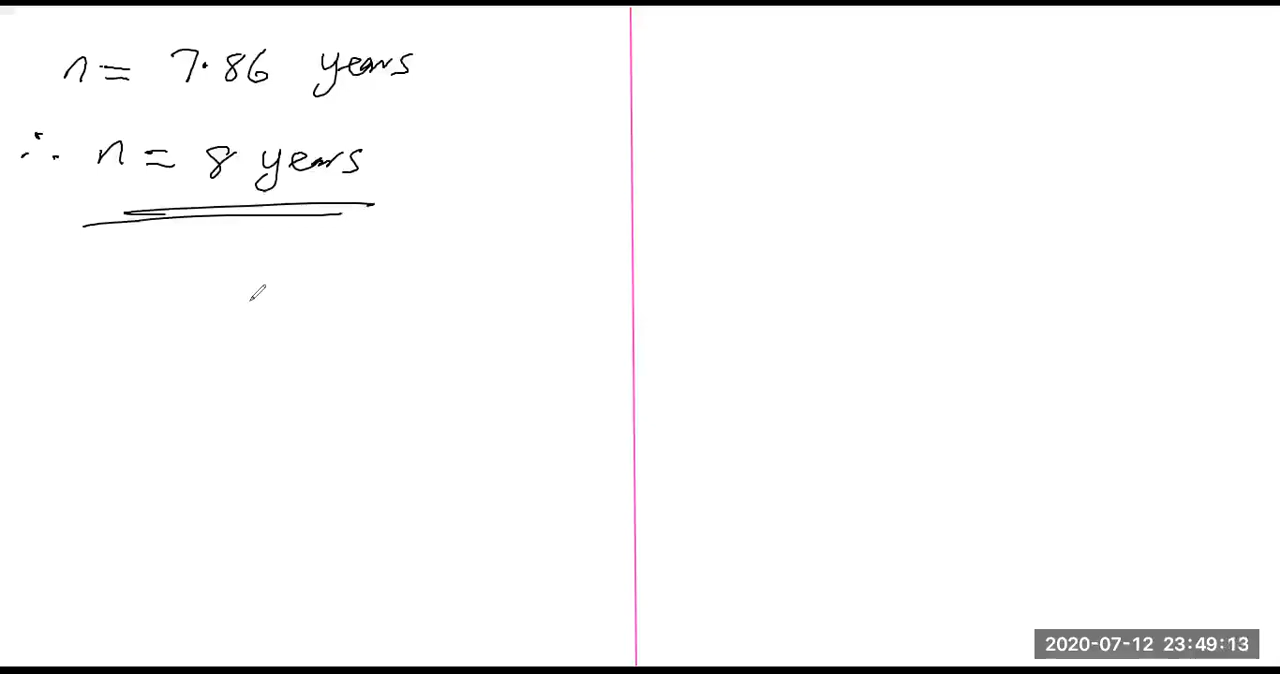 n = 7.86 years
∴ n = 8 years
2020-07-12 23:49:13